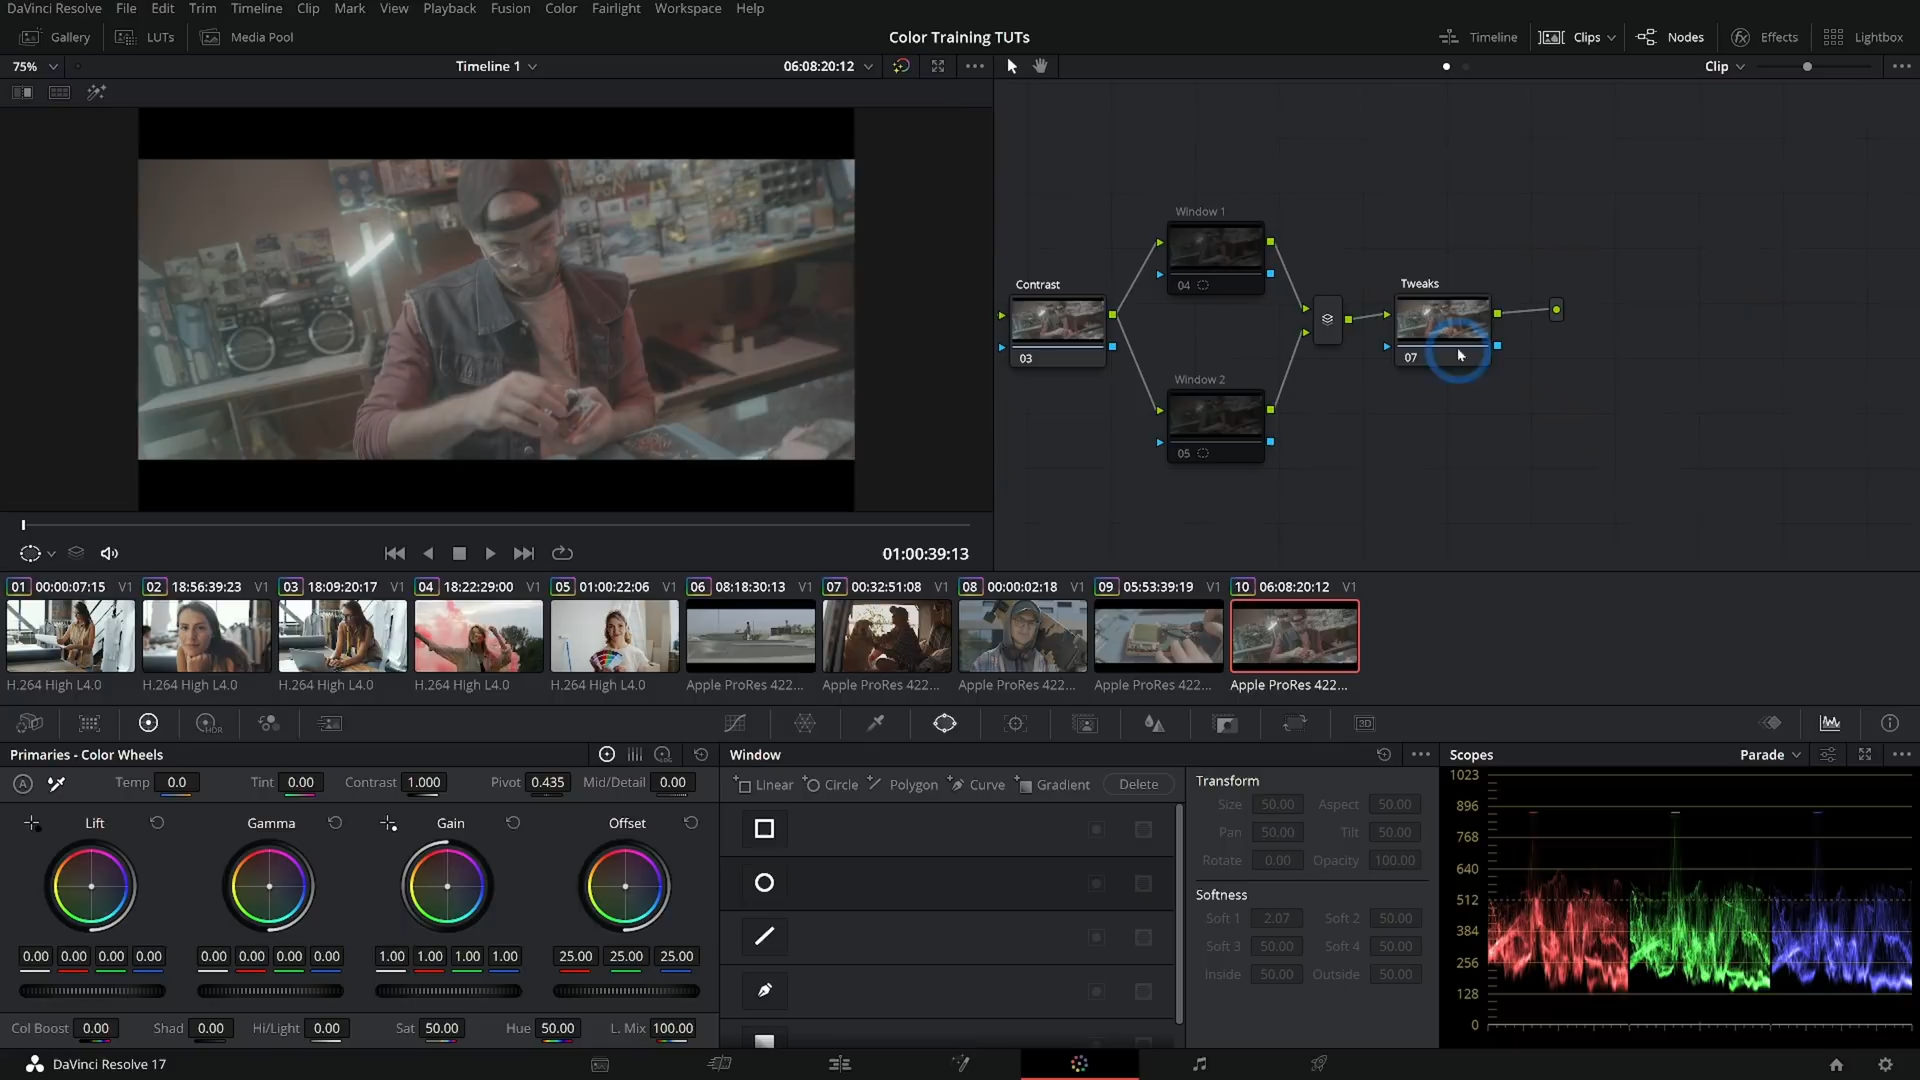 DaVinci Resolve File Edit Trim Timeline Clip Mark View Playback Fusion Color Fairlight Workspace Help
Gallery LUTs Media Pool Color Training TUTs Timeline Clips Nodes Effects Lightbox
75% Timeline 1 06:08:20:12 Clip
Window 1
04
Contrast
03
Tweaks
07
Window 2
05
01:00:39:13
01 00:00:07:15 V1 02 18:56:39:23 V1 03 18:09:20:17 V1 04 18:22:29:00 V1 05 01:00:22:06 V1 06 08:18:30:13 V1 07 00:32:51:08 V1 08 00:00:02:18 V1 09 05:53:39:19 V1 10 06:08:20:12 V1
H.264 High L4.0 H.264 High L4.0 H.264 High L4.0 H.264 High L4.0 H.264 High L4.0 Apple ProRes 422... Apple ProRes 422... Apple ProRes 422... Apple ProRes 422... Apple ProRes 422...
HDR 3D
Primaries - Color Wheels
A Temp 0.0 Tint 0.00 Contrast 1.000 Pivot 0.435 Mid/Detail 0.00
Lift Gamma Gain Offset
0.00 0.00 0.00 0.00 0.00 0.00 0.00 0.00 1.00 1.00 1.00 1.00 25.00 25.00 25.00
Col Boost 0.00 Shad 0.00 Hi/Light 0.00 Sat 50.00 Hue 50.00 L. Mix 100.00
Window
Linear Circle Polygon Curve Gradient Delete
Transform
Size 50.00 Aspect 50.00
Pan 50.00 Tilt 50.00
Rotate 0.00 Opacity 100.00
Softness
Soft 1 2.07 Soft 2 50.00
Soft 3 50.00 Soft 4 50.00
Inside 50.00 Outside 50.00
Scopes Parade
1023
896
768
640
512
384
256
128
0
DaVinci Resolve 17